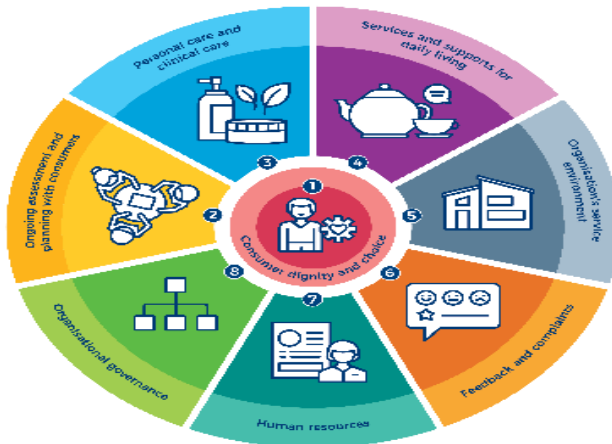 1
Consumer dignity and choice
2
Ongoing assessment and
planning with consumers
3
Personal care and
clinical care
4
Services and supports for
daily living
5
Organisation's service
environment
6
Feedback and complaints
7
Human resources
8
Organisational governance